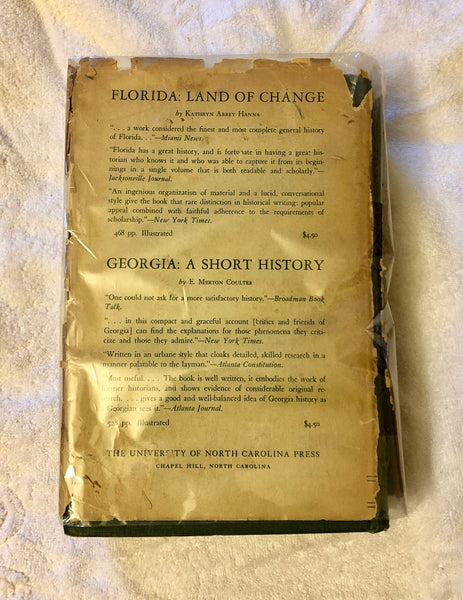 FLORIDA: LAND OF CHANGE
by Kathryn Abbey Hanna
". . . a work considered the finest and most complete general history
of Florida. . ."—Miami News.
"Florida has a great history, and is fortunate in having a great his-
torian who knows it and who was able to capture it from its begin-
nings in a single volume that is both readable and scholarly."—
Jacksonville Journal.
"An ingenious organization of material and a lucid, conversational
style give the book that rare distinction in historical writing: popular
appeal combined with faithful adherence to the requirements of
scholarship."—New York Times.
468 pp. Illustrated $4.50
GEORGIA: A SHORT HISTORY
by E. Merton Coulter
"One could not ask for a more satisfactory history."—Broadman Book
Talk.
". . . in this compact and graceful account [critics and friends of
Georgia] can find the explanations for those phenomena they criti-
cize and those they admire."—New York Times.
"Written in an urbane style that cloaks detailed, skilled research in a
manner palatable to the layman."—Atlanta Constitution.
Most useful. . . . The book is well written, it embodies the work of
former historians, and shows evidence of considerable original re-
search. . . . gives a good and well-balanced idea of Georgia history as
Georgian sees it."—Atlanta Journal.
pp. Illustrated $4.50
THE UNIVERSITY OF NORTH CAROLINA PRESS
CHAPEL HILL, NORTH CAROLINA